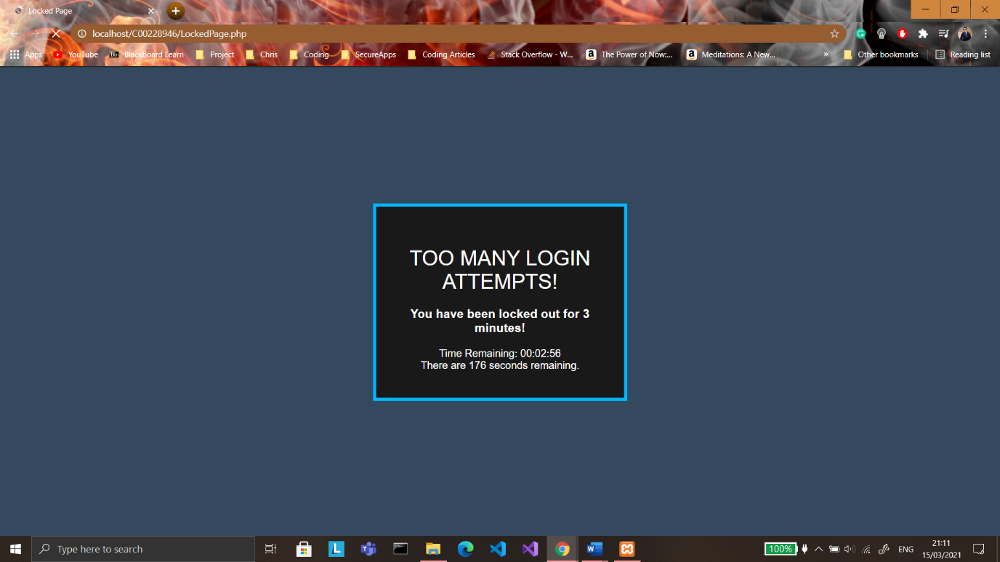 Locked Page
localhost/C00228946/LockedPage.php
Apps YouTube Bb Blackboard Learn Project Chris Coding SecureApps Coding Articles Stack Overflow - W... a The Power of Now:... a Meditations: A New... » Other bookmarks Reading list
TOO MANY LOGIN
ATTEMPTS!
You have been locked out for 3
minutes!
Time Remaining: 00:02:56
There are 176 seconds remaining.
Type here to search
L
W
100%
ENG
21:11
15/03/2021